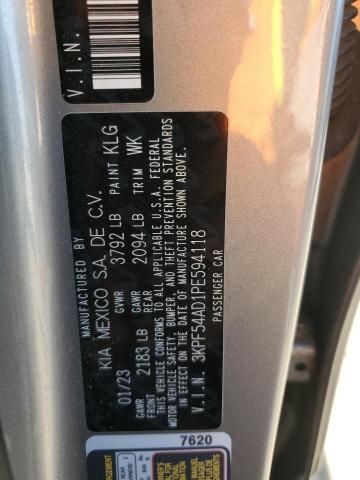 V.I.N.
MANUFACTURED BY
KIA MEXICO S.A. DE C.V.
01/23 GVWR 3792 LB PAINT KLG
GAWR FRONT 2183 LB GAWR REAR 2094 LB TRIM WK
THIS VEHICLE CONFORMS TO ALL APPLICABLE U.S.A. FEDERAL
MOTOR VEHICLE SAFETY, BUMPER, AND THEFT PREVENTION STANDARDS
IN EFFECT ON THE DATE OF MANUFACTURE SHOWN ABOVE.
V.I.N. 3KPF54AD1PE594118
PASSENGER CAR
7620